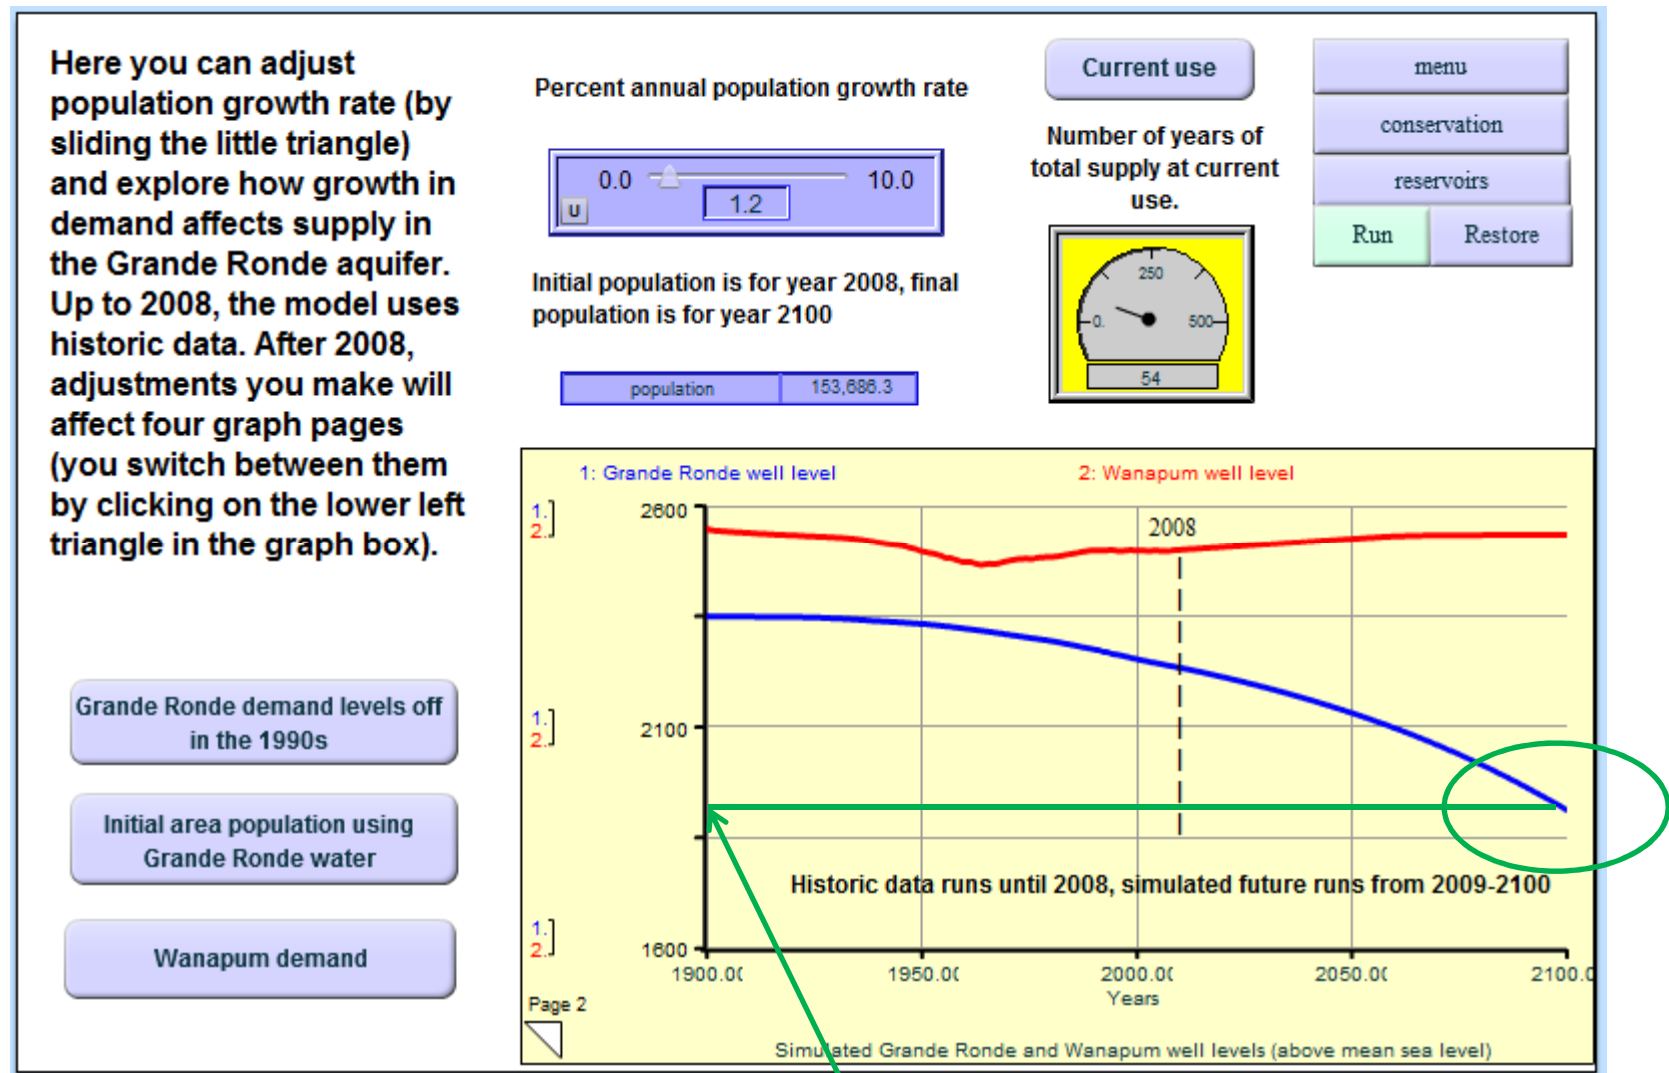 Here you can adjust
population growth rate (by
sliding the little triangle)
and explore how growth in
demand affects supply in
the Grande Ronde aquifer.
Up to 2008, the model uses
historic data. After 2008,
adjustments you make will
affect four graph pages
(you switch between them
by clicking on the lower left
triangle in the graph box).
Grande Ronde demand levels off
in the 1990s
Initial area population using
Grande Ronde water
Wanapum demand
Percent annual population growth rate
0.0
10.0
1.2
U
Initial population is for year 2008, final
population is for year 2100
population 153,686.3
Current use
Number of years of
total supply at current
use.
250
0. 500
54
menu
conservation
reservoirs
Run Restore
1: Grande Ronde well level 2: Wanapum well level
1.
2.
2600
2008
1.
2.
2100
Historic data runs until 2008, simulated future runs from 2009-2100
1.
2.
1600
1900.0( 1950.0( 2000.0( 2050.0( 2100.0
Years
Page 2
Simulated Grande Ronde and Wanapum well levels (above mean sea level)